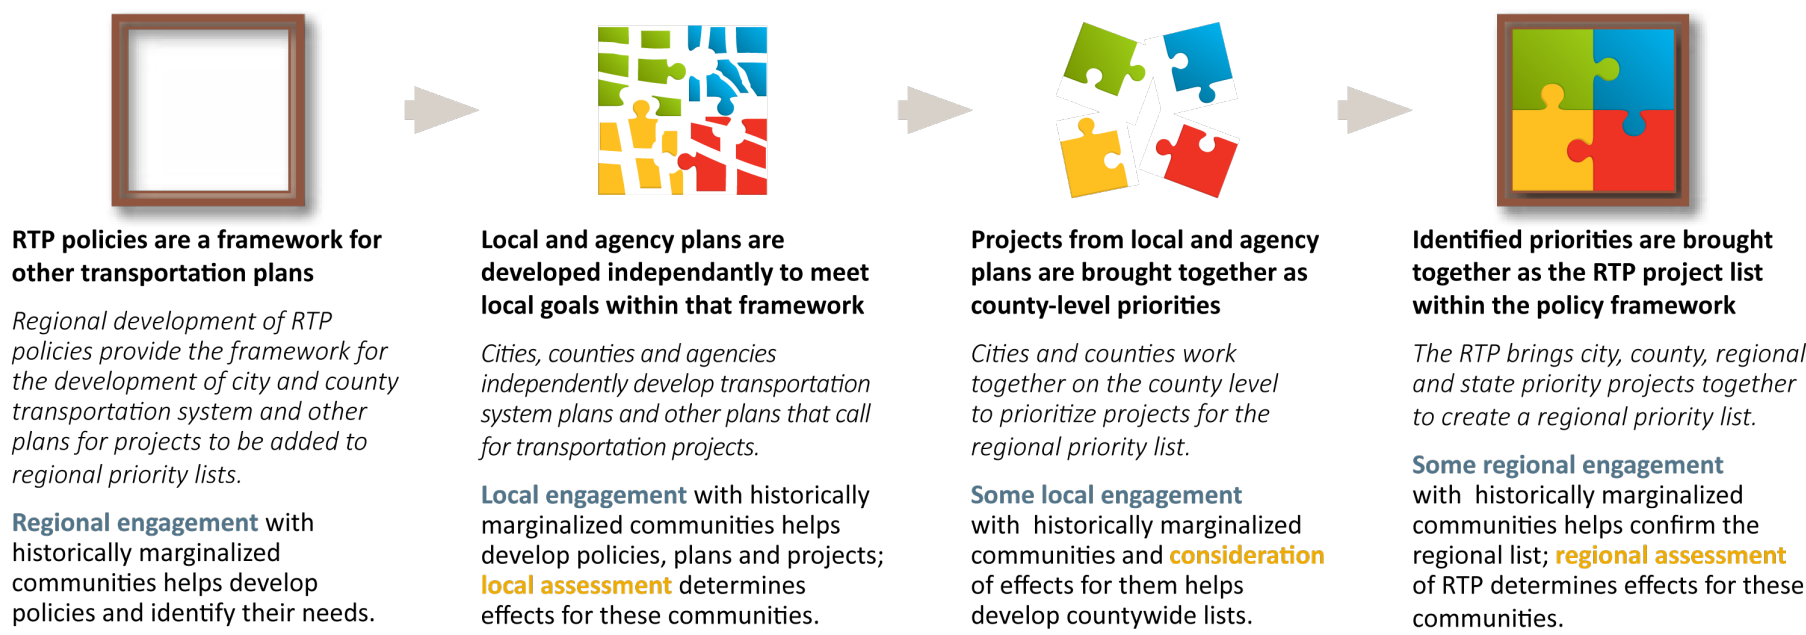 RTP policies are a framework for
other transportation plans
Regional development of RTP
policies provide the framework for
the development of city and county
transportation system and other
plans for projects to be added to
regional priority lists.
Regional engagement with
historically marginalized
communities helps develop
policies and identify their needs.
Local and agency plans are
developed independantly to meet
local goals within that framework
Cities, counties and agencies
independently develop transportation
system plans and other plans that call
for transportation projects.
Local engagement with historically
marginalized communities helps
develop policies, plans and projects;
local assessment determines
effects for these communities.
Projects from local and agency
plans are brought together as
county-level priorities
Cities and counties work
together on the county level
to prioritize projects for the
regional priority list.
Some local engagement
with historically marginalized
communities and consideration
of effects for them helps
develop countywide lists.
Identified priorities are brought
together as the RTP project list
within the policy framework
The RTP brings city, county, regional
and state priority projects together
to create a regional priority list.
Some regional engagement
with historically marginalized
communities helps confirm the
regional list; regional assessment
of RTP determines effects for these
communities.